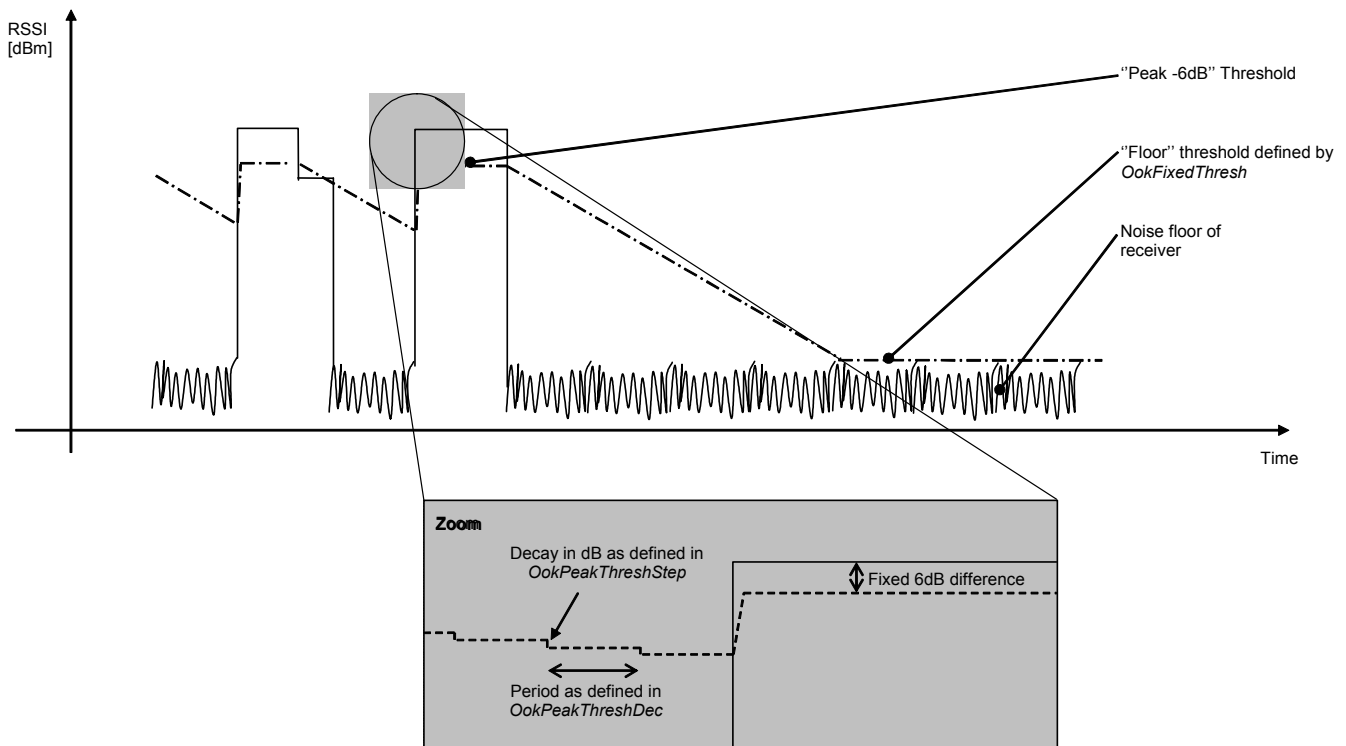 RSSI
[dBm]
‘’Peak -6dB’’ Threshold
‘’Floor’’ threshold defined by
OokFixedThresh
Noise floor of
receiver
Time
Zoom
Decay in dB as defined in
OokPeakThreshStep
Fixed 6dB difference
Period as defined in
OokPeakThreshDec